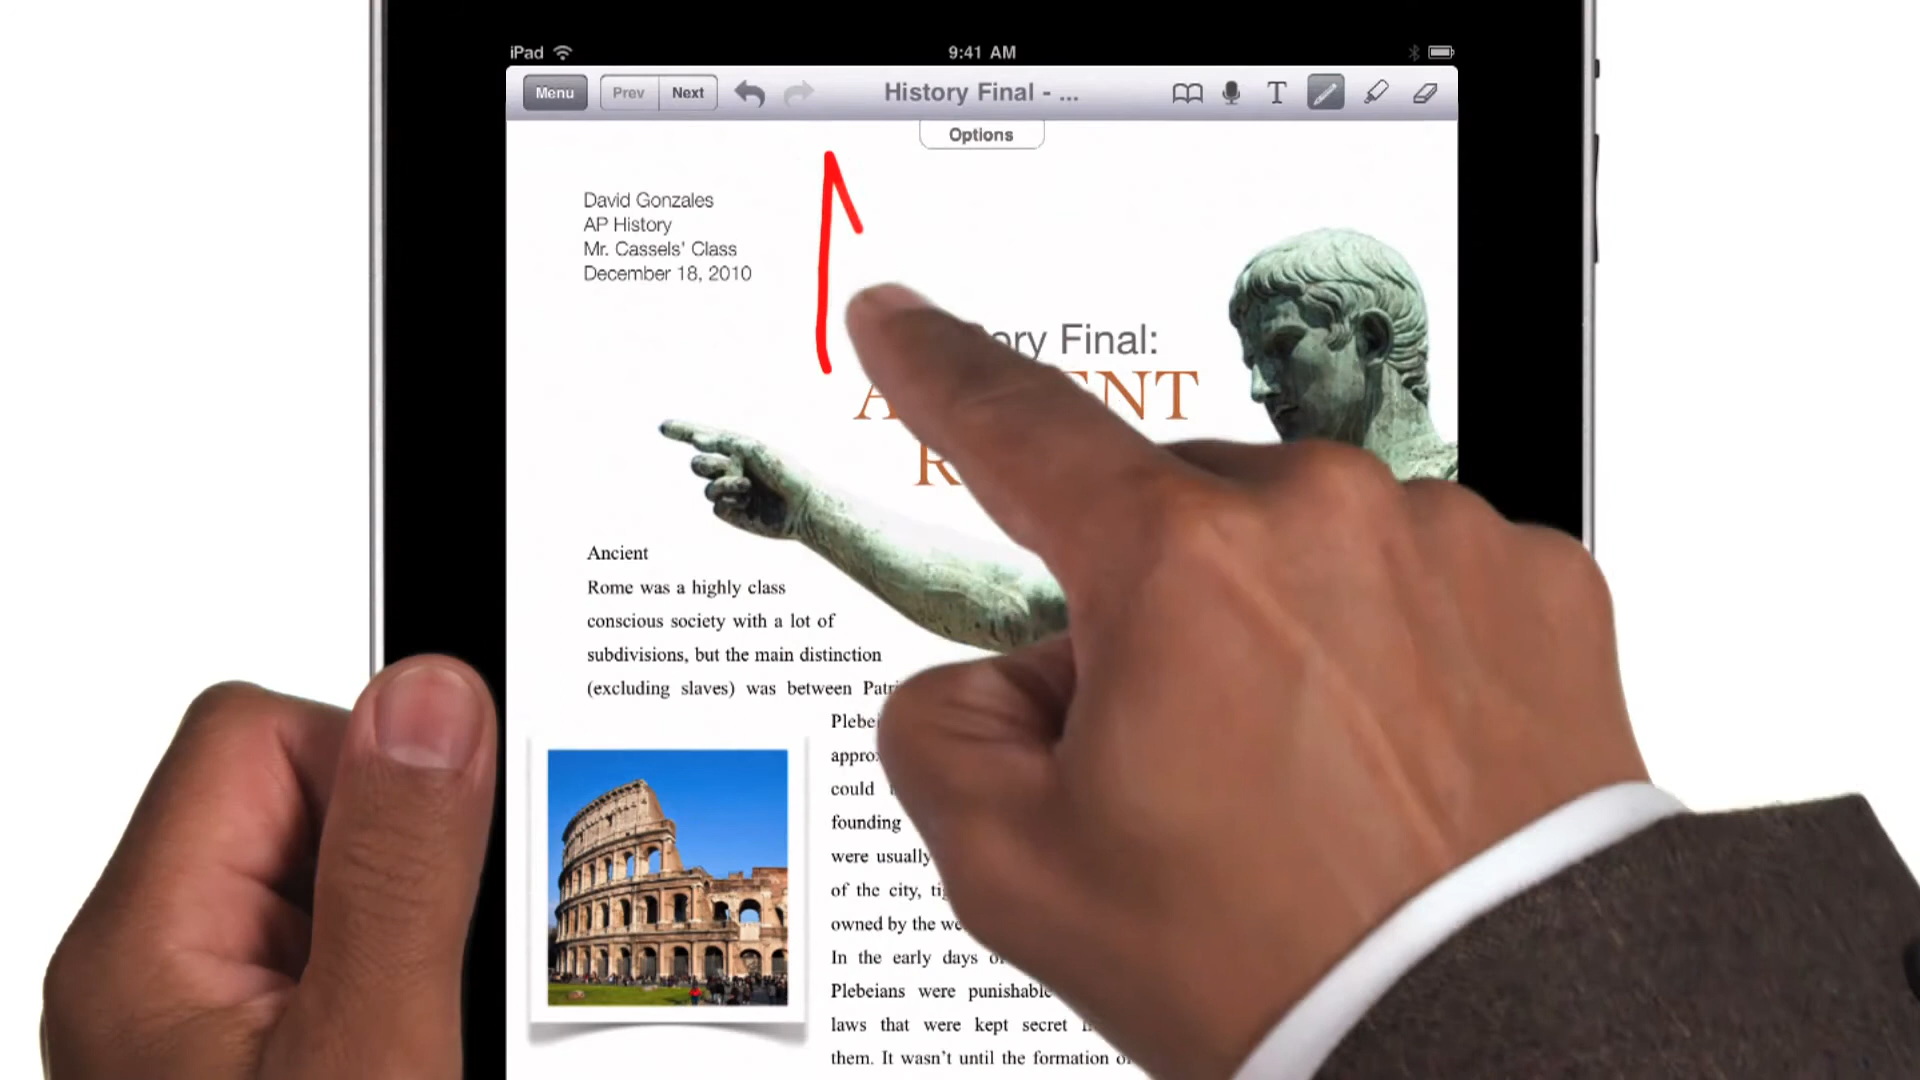 iPad 9:41 AM
Menu Prev Next T History Final - ...
Options
David Gonzales
AP History
Mr. Cassels' Class
December 18, 2010
Final:
Ancient
Rome was a highly class
conscious society with a lot of
subdivisions, but the main distinction
(excluding slaves) was between
could
founding
were usually
of the city,
owned by the
In the early days
Plebeians were punishable
laws that were kept secret
them. It wasn't until the formation